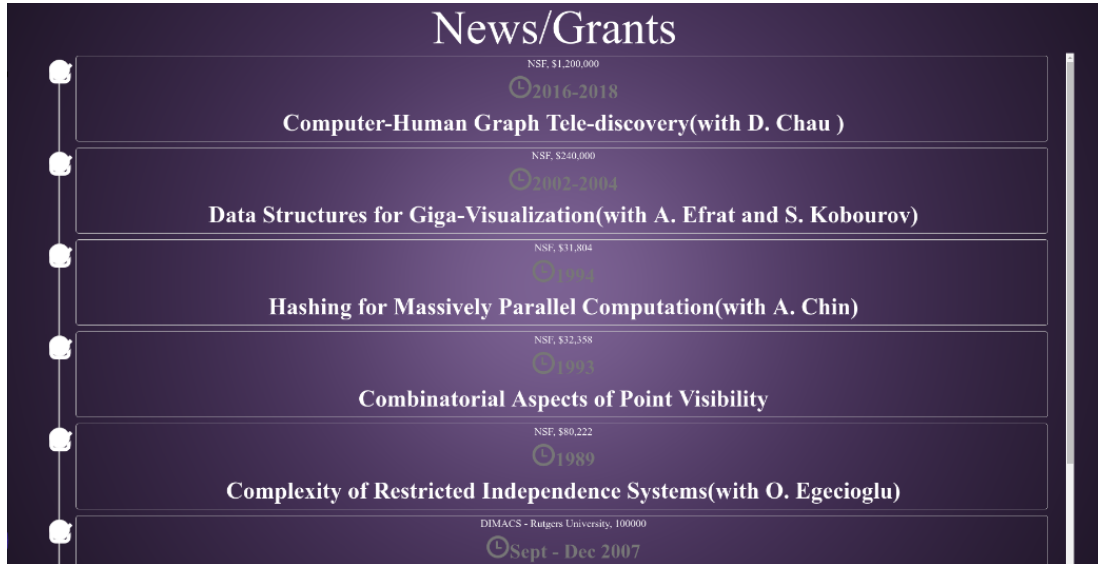 News/Grants
NSF, $1,200,000
2016-2018
Computer-Human Graph Tele-discovery(with D. Chau )
NSF, $240,000
2002-2004
Data Structures for Giga-Visualization(with A. Efrat and S. Kobourov)
NSF, $31,804
1994
Hashing for Massively Parallel Computation(with A. Chin)
NSF, $32,358
1993
Combinatorial Aspects of Point Visibility
NSF, $80,222
1989
Complexity of Restricted Independence Systems(with O. Egecioglu)
DIMACS - Rutgers University, 100000
Sept - Dec 2007